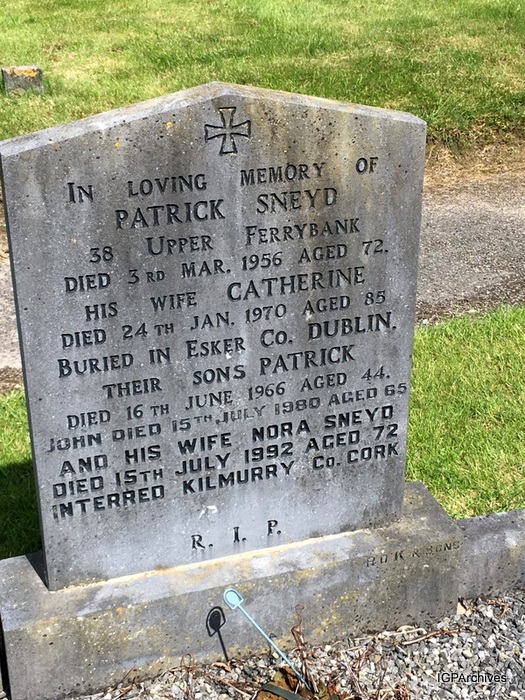 IN LOVING MEMORY OF
PATRICK SNEYD
38 UPPER FERRYBANK
DIED 3RD MAR. 1956 AGED 72.
HIS WIFE CATHERINE
DIED 24TH JAN. 1970 AGED 85
BURIED IN ESKER CO. DUBLIN.
THEIR SONS PATRICK
DIED 16TH JUNE 1966 AGED 44.
JOHN DIED 15TH JULY 1980 AGED 65
AND HIS WIFE NORA SNEYD
DIED 15TH JULY 1992 AGED 72
INTERRED KILMURRY CO. CORK
R. I. P.
& SONS
IGPArchives